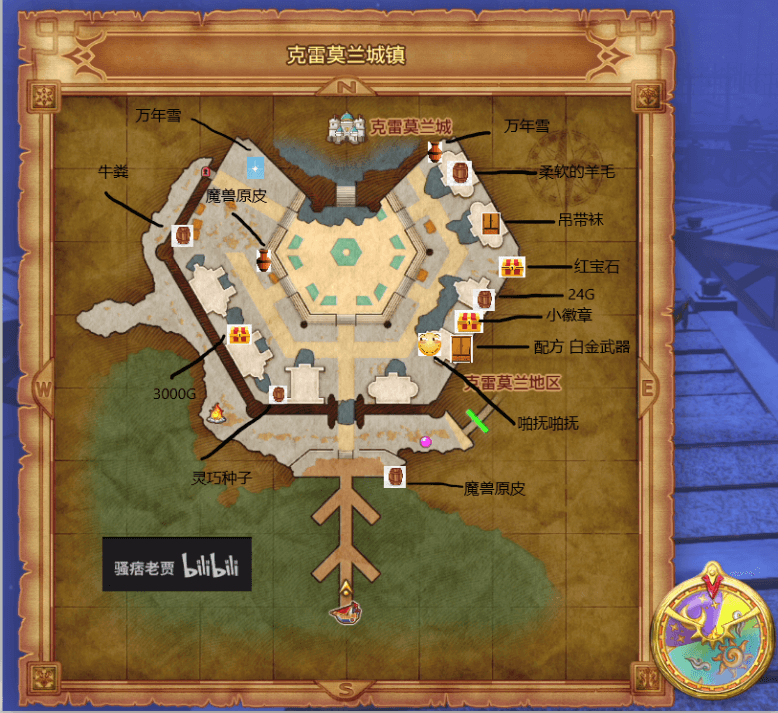 克雷莫兰城镇
N
万年雪
克雷莫兰城
万年雪
牛粪
柔软的羊毛
魔兽原皮
吊带袜
红宝石
24G
小徽章
配方 白金武器
W
克雷莫兰地区
E
3000G
啪抚啪抚
灵巧种子
魔兽原皮
骚痞老贾 bilibili
S